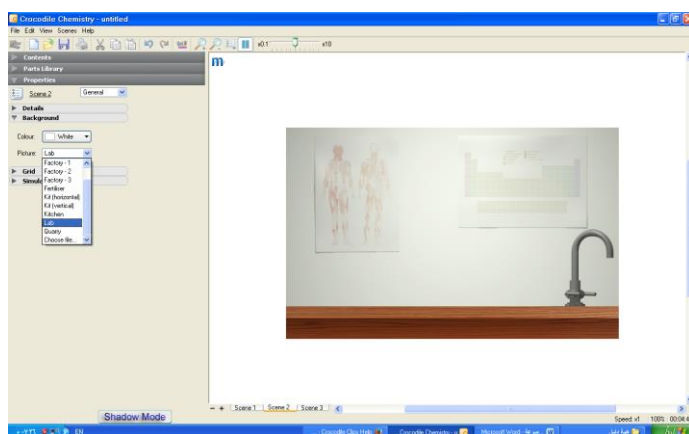 Crocodile Chemistry - untitled
File Edit View Scenes Help
x0.1 x10
Contents
Parts Library
Properties
Scene 2 General
Details
Background
Colour: White
Picture: Lab
Factory - 1
Factory - 2
Factory - 3
Fertiliser
Kit (horizontal)
Kit (vertical)
Kitchen
Lab
Quarry
Choose file...
Grid
m
Scene 1 Scene 2 Scene 3
Speed: x1 100%
Shadow Mode
EN
Crocodile Clips Help
Crocodile Chemistry - u
Microsoft Word